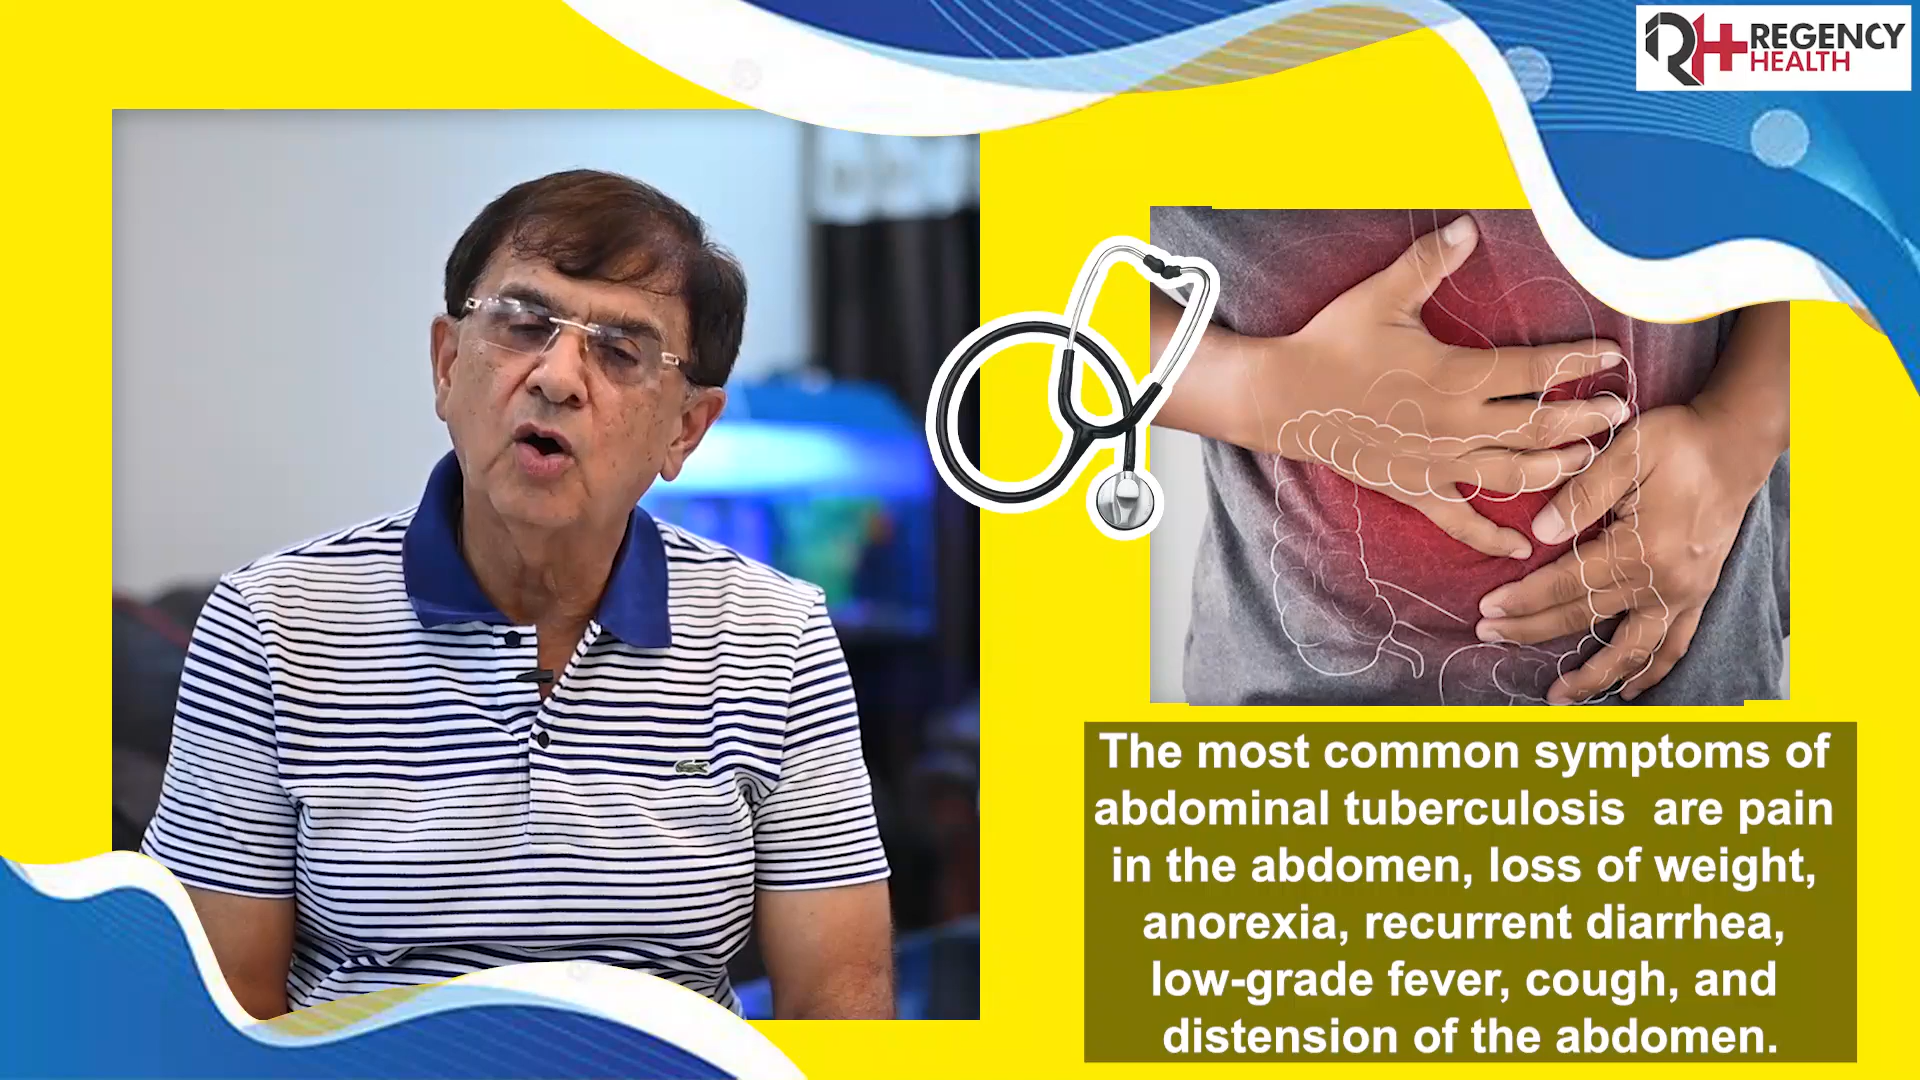 REGENCY
HEALTH
The most common symptoms of
abdominal tuberculosis are pain
in the abdomen, loss of weight,
anorexia, recurrent diarrhea,
low-grade fever, cough, and
distension of the abdomen.